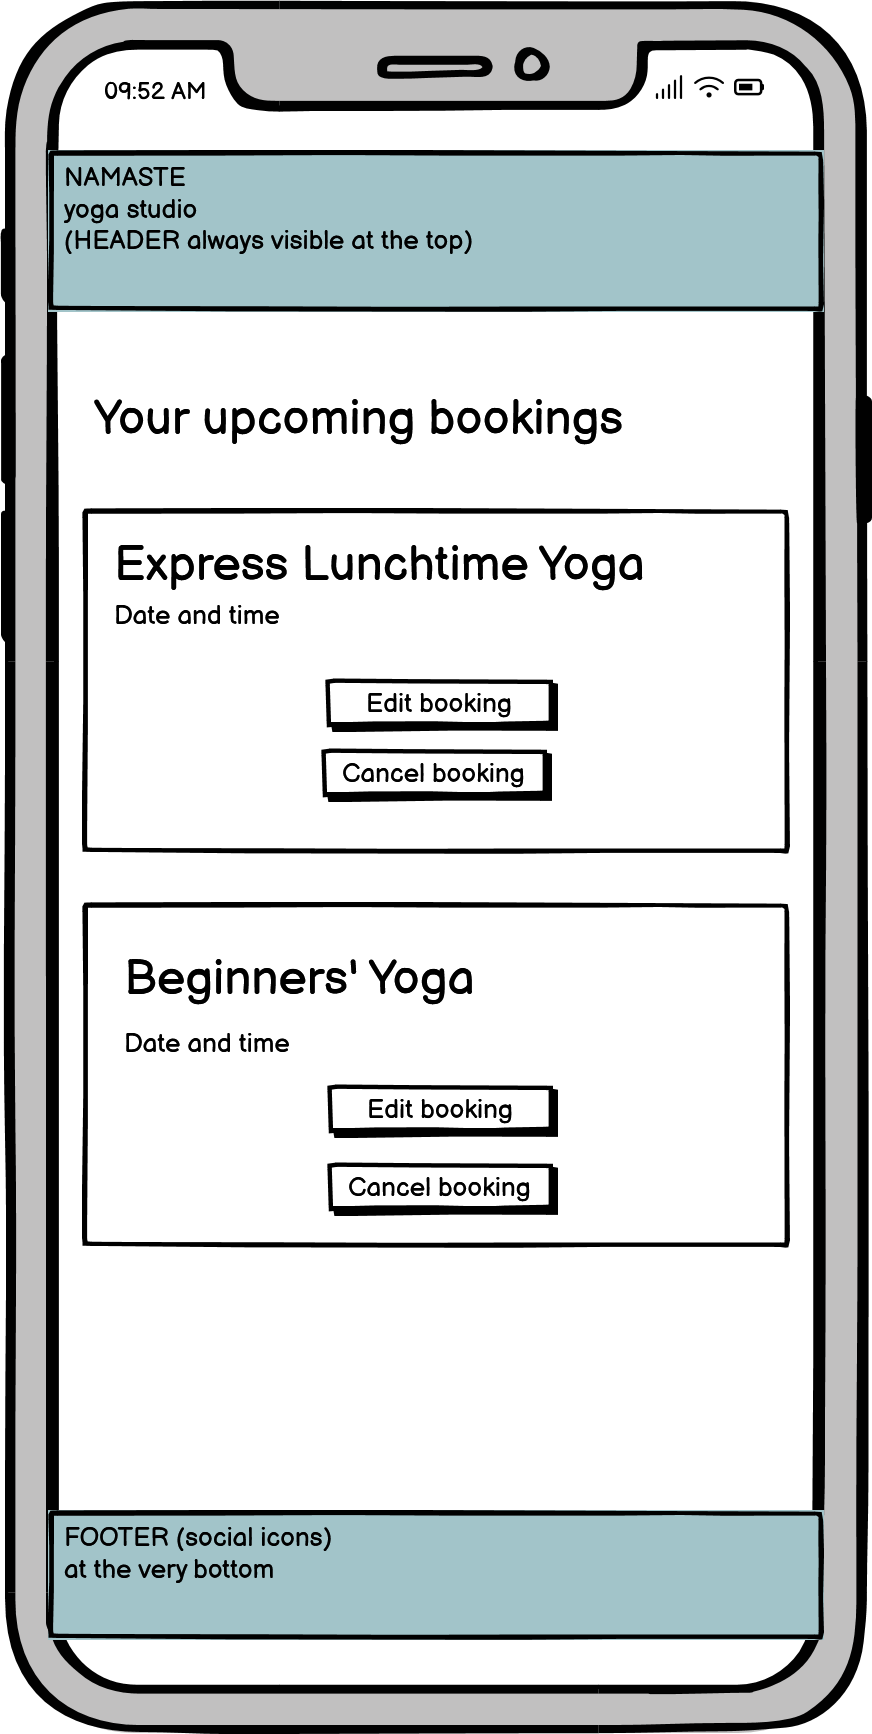 09:52 AM
NAMASTE
yoga studio
(HEADER always visible at the top)
Your upcoming bookings
Express Lunchtime Yoga
Date and time
Edit booking
Cancel booking
Beginners' Yoga
Date and time
Edit booking
Cancel booking
FOOTER (social icons)
at the very bottom